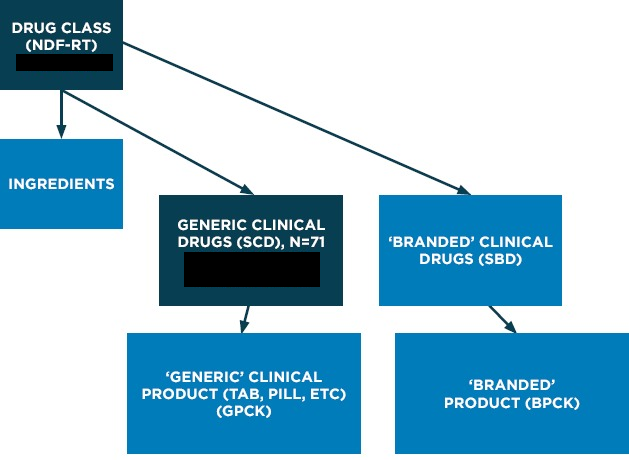 DRUG CLASS
(NDF-RT)
INGREDIENTS
GENERIC CLINICAL
DRUGS (SCD), N=71
‘BRANDED’ CLINICAL
DRUGS (SBD)
‘GENERIC’ CLINICAL
PRODUCT (TAB, PILL, ETC)
(GPCK)
‘BRANDED’
PRODUCT (BPCK)